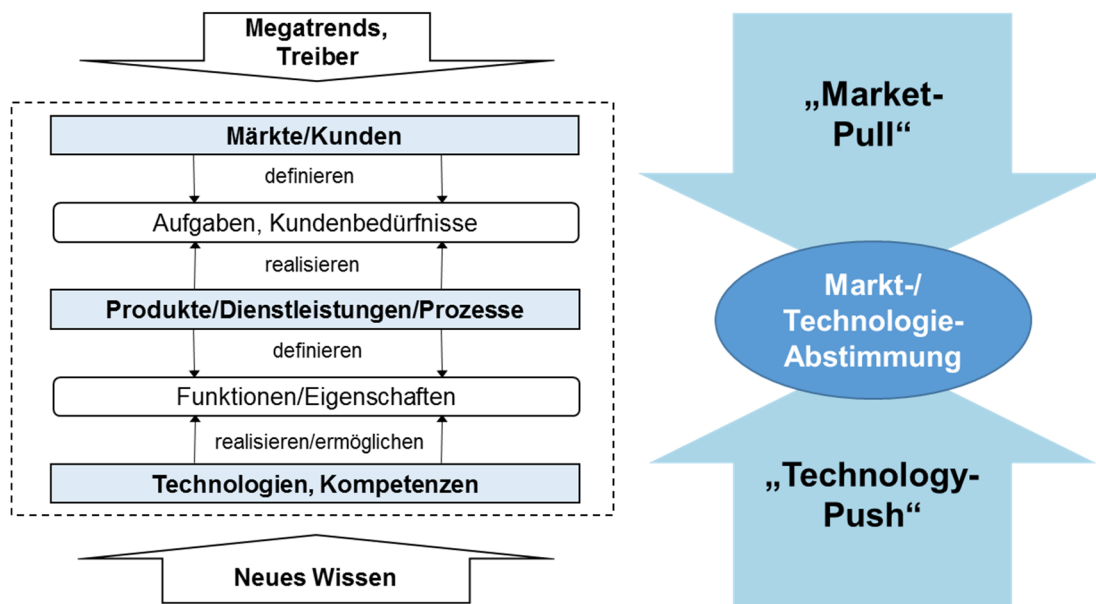 Megatrends,
Treiber
Märkte/Kunden
definieren
Aufgaben, Kundenbedürfnisse
realisieren
Produkte/Dienstleistungen/Prozesse
definieren
Funktionen/Eigenschaften
realisieren/ermöglichen
Technologien, Kompetenzen
Neues Wissen
„Market-
Pull“
Markt-/
Technologie-
Abstimmung
„Technology-
Push“